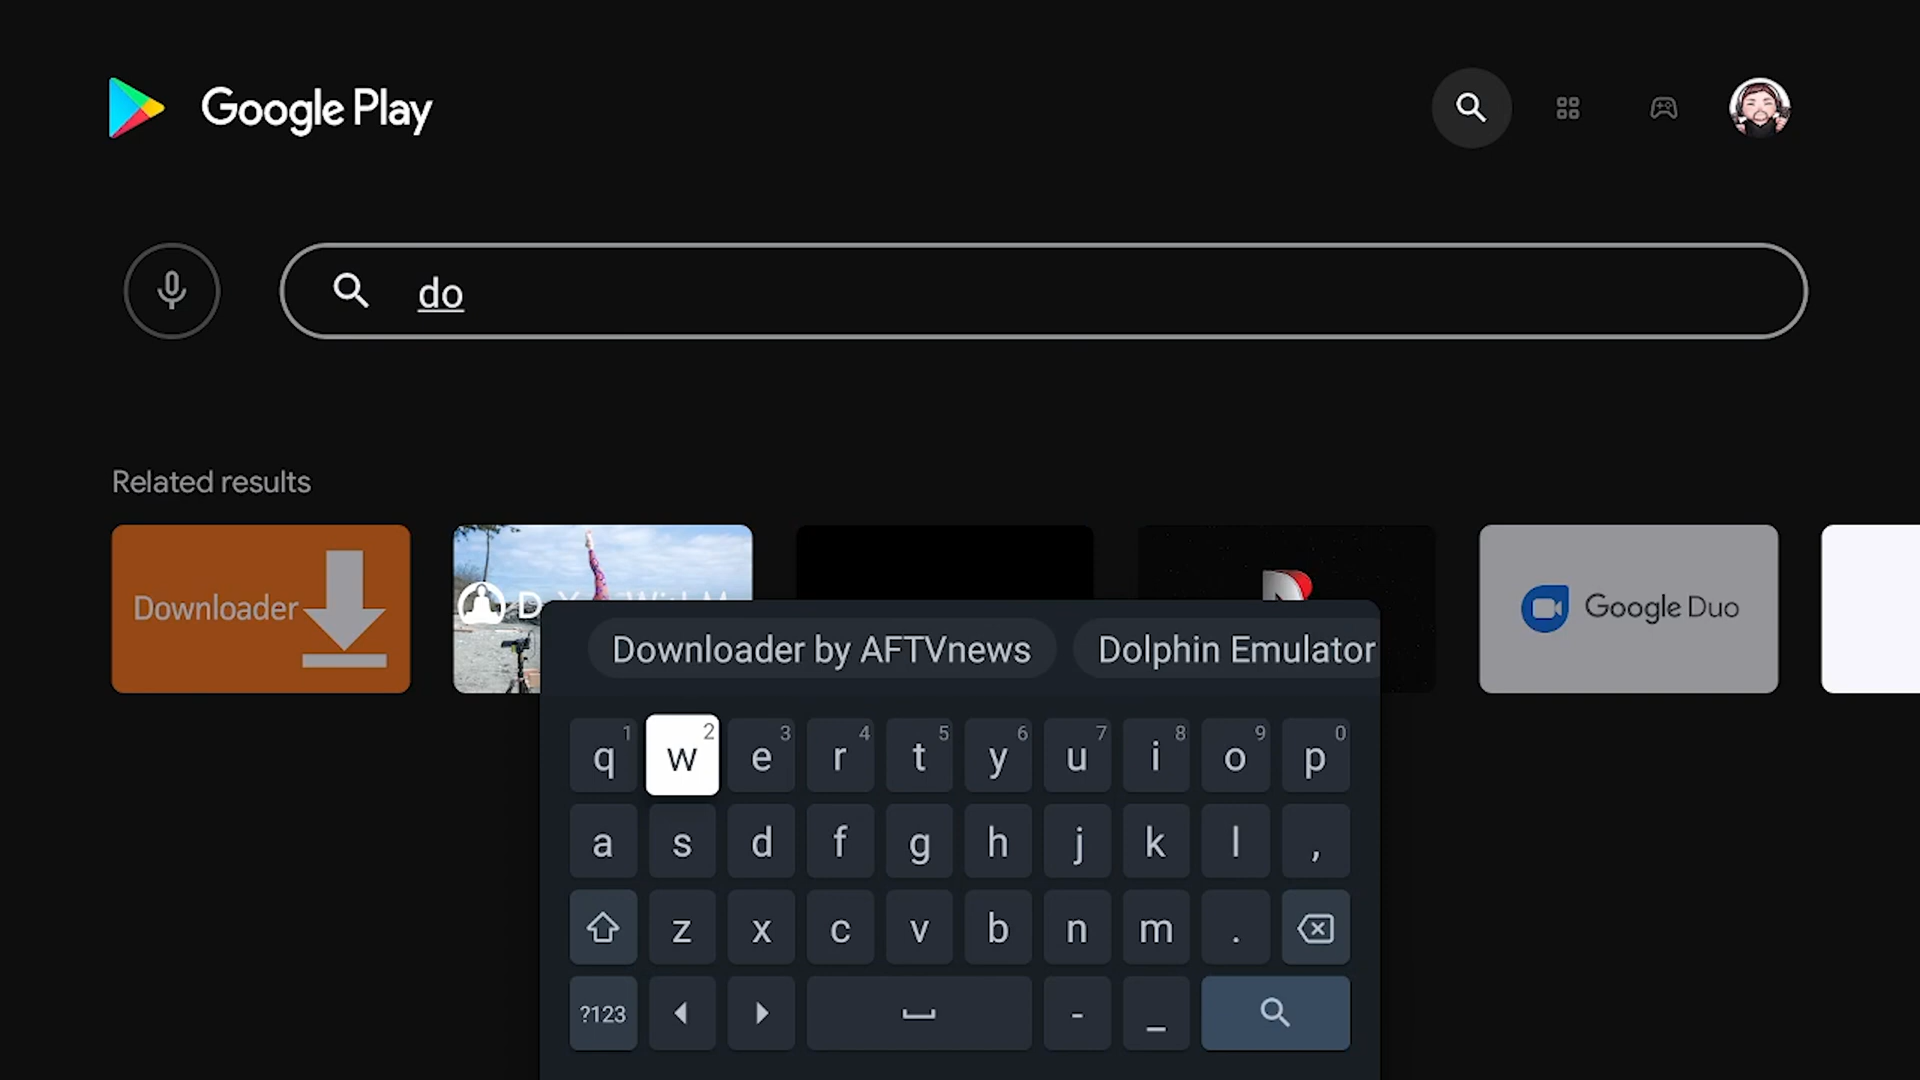 Google Play
do
Related results
Downloader
Google Duo
Downloader by AFTVnews
Dolphin Emulator
q 1 w 2 e 3 r 4 t 5 y 6 u 7 i 8 o 9 p 0
a s d f g h j k l ,
z x c v b n m .
?123 - _